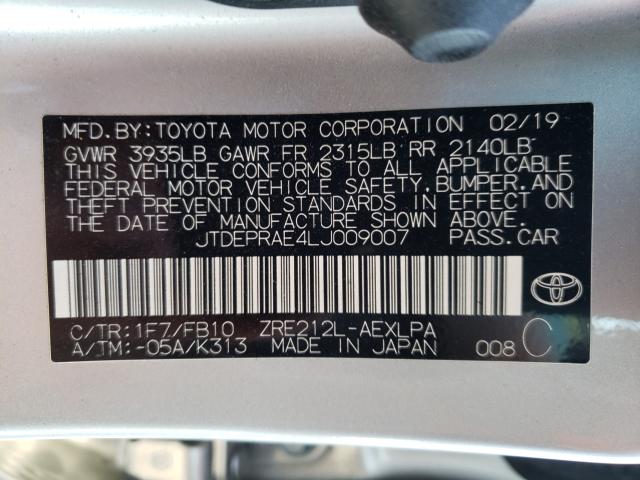 MFD.BY:TOYOTA MOTOR CORPORATION 02/19
GVWR 3935LB GAWR FR 2315LB RR 2140LB
THIS VEHICLE CONFORMS TO ALL APPLICABLE
FEDERAL MOTOR VEHICLE SAFETY,BUMPER,AND
THEFT PREVENTION STANDARDS IN EFFECT ON
THE DATE OF MANUFACTURE SHOWN ABOVE.
JTDEPRAE4LJ009007 PASS.CAR
C/TR:1F7/FB10 ZRE212L-AEXLPA
A/TM:-05A/K313 MADE IN JAPAN 008 C